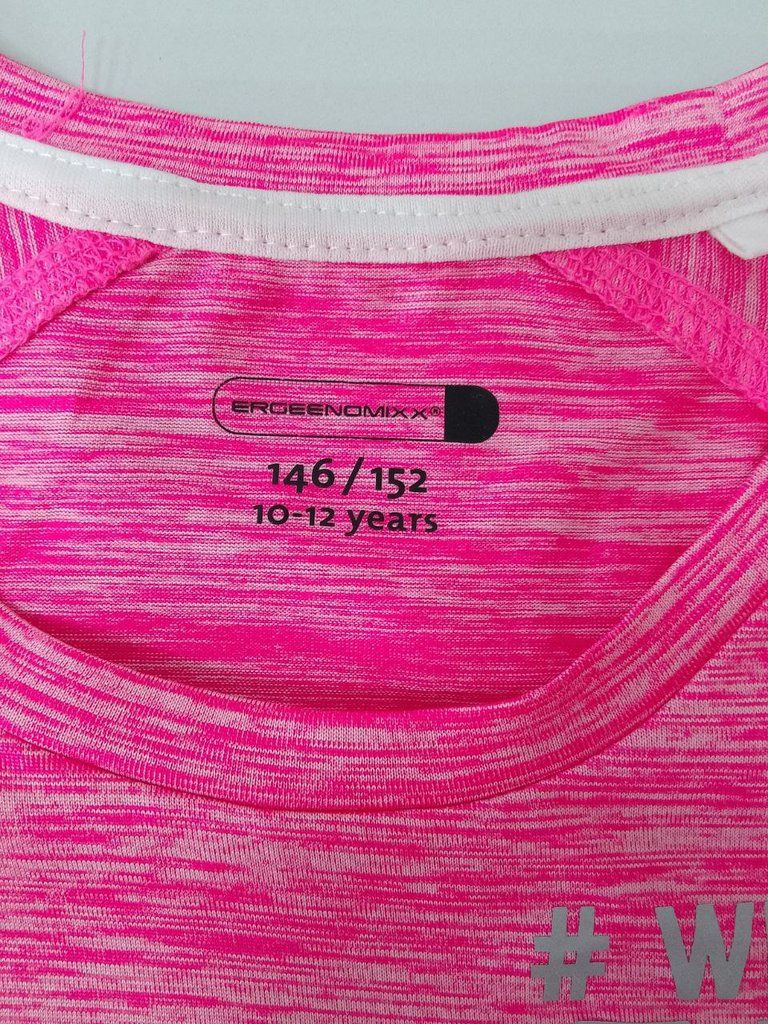 ERGEENOMIXX®
146 / 152
10-12 years
# W